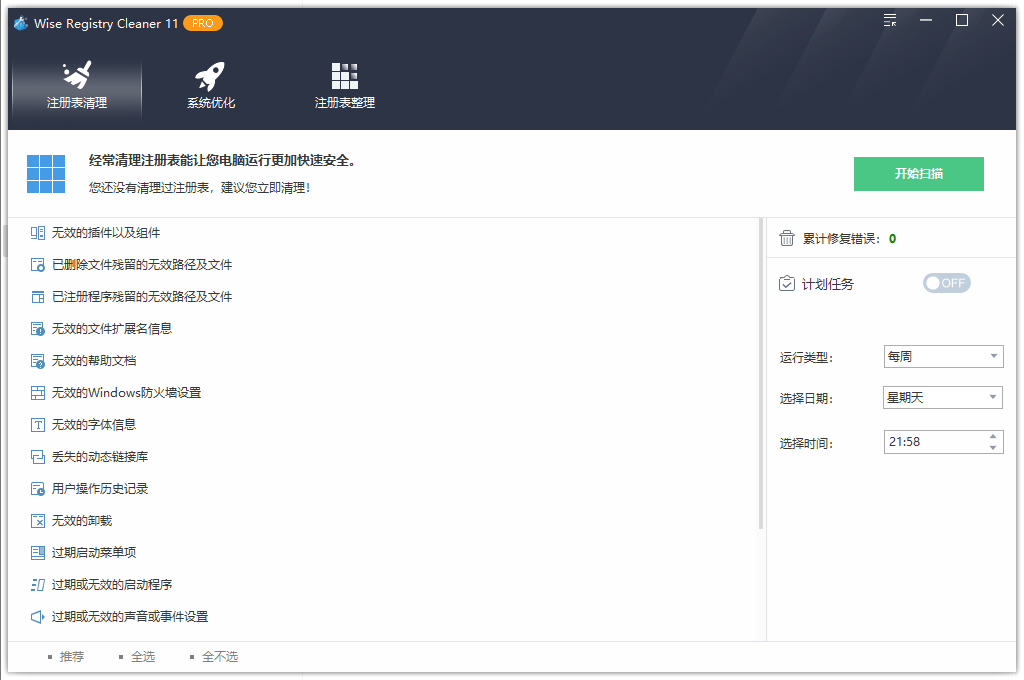 Wise Registry Cleaner 11 PRO
注册表清理
系统优化
注册表整理
经常清理注册表能让您电脑运行更加快速安全。
您还没有清理过注册表，建议您立即清理！
开始扫描
无效的插件以及组件
已删除文件残留的无效路径及文件
已注册程序残留的无效路径及文件
无效的文件扩展名信息
无效的帮助文档
无效的Windows防火墙设置
无效的字体信息
丢失的动态链接库
用户操作历史记录
无效的卸载
过期启动菜单项
过期或无效的启动程序
过期或无效的声音或事件设置
累计修复错误：0
计划任务 OFF
运行类型： 每周
选择日期： 星期天
选择时间： 21:58
推荐
全选
全不选